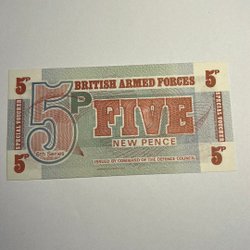 5P BRITISH ARMED FORCES 5P
5P FIVE
NEW PENCE
SPECIAL VOUCHER
SPECIAL VOUCHER
6th Series
ISSUED BY COMMAND OF THE DEFENCE COUNCIL
5P 5P